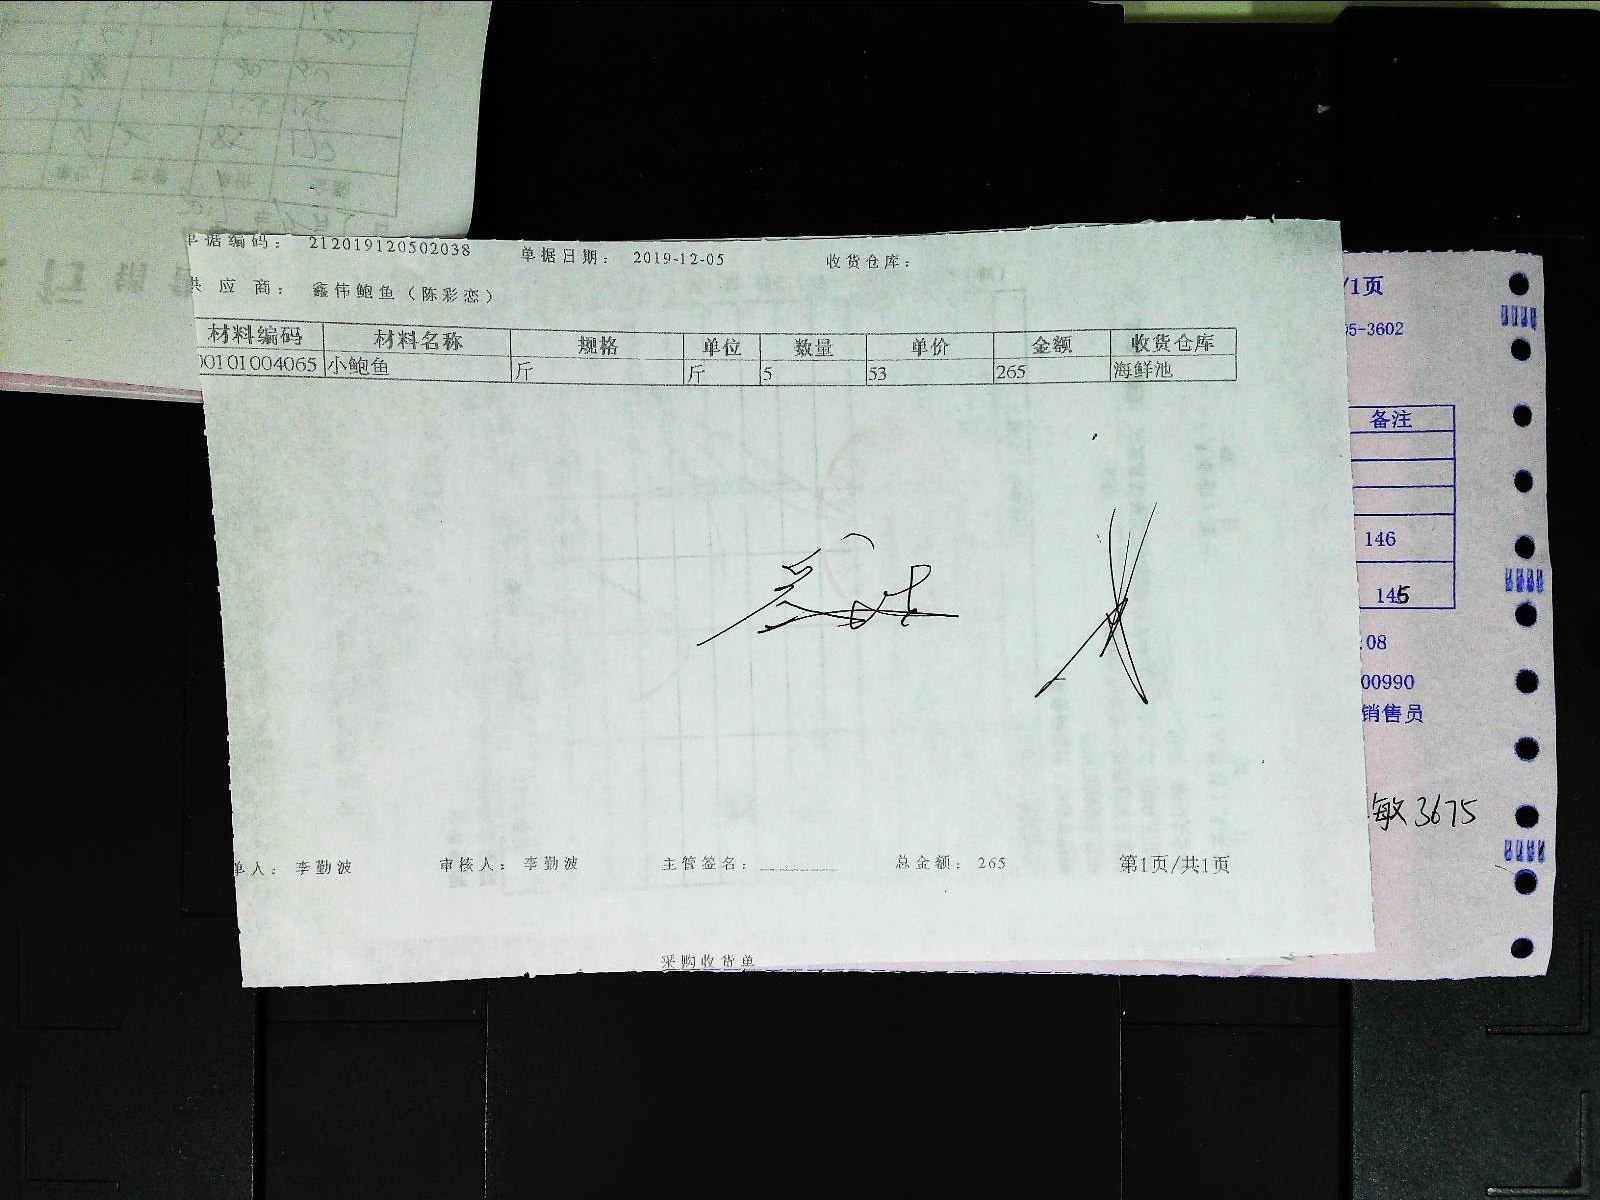 单据编码: 212019120502038 单据日期: 2019-12-05 收货仓库:
供应商: 鑫伟鲍鱼(陈彩恋)
材料编码 材料名称 规格 单位 数量 单价 金额 收货仓库
00101004065 小鲍鱼 斤 斤 5 53 265 海鲜池
单人: 李勤波 审核人: 李勤波 主管签名: 总金额: 265 第1页/共1页
采购收货单
/1页
05-3602
备注
146
145
:08
00990
销售员
敏 3675